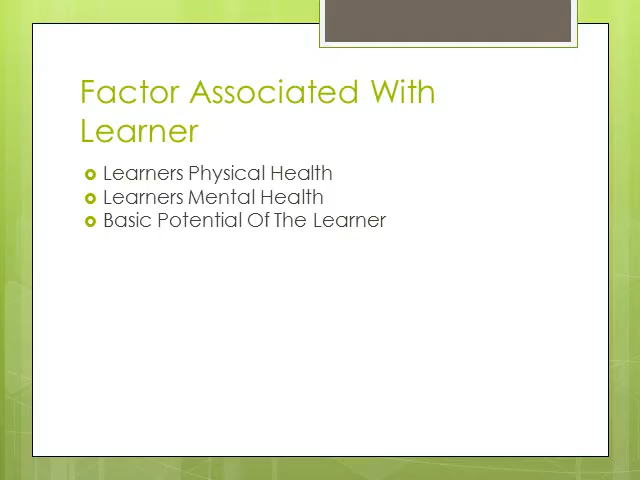 Factor Associated With
Learner
Learners Physical Health
Learners Mental Health
Basic Potential Of The Learner